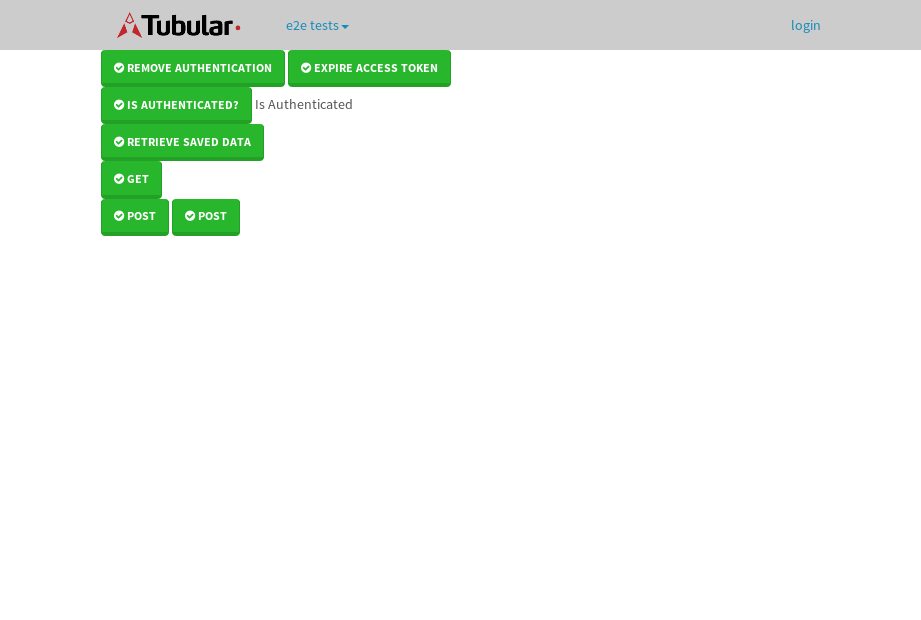 Tubular e2e tests login
REMOVE AUTHENTICATION EXPIRE ACCESS TOKEN
IS AUTHENTICATED? Is Authenticated
RETRIEVE SAVED DATA
GET
POST POST